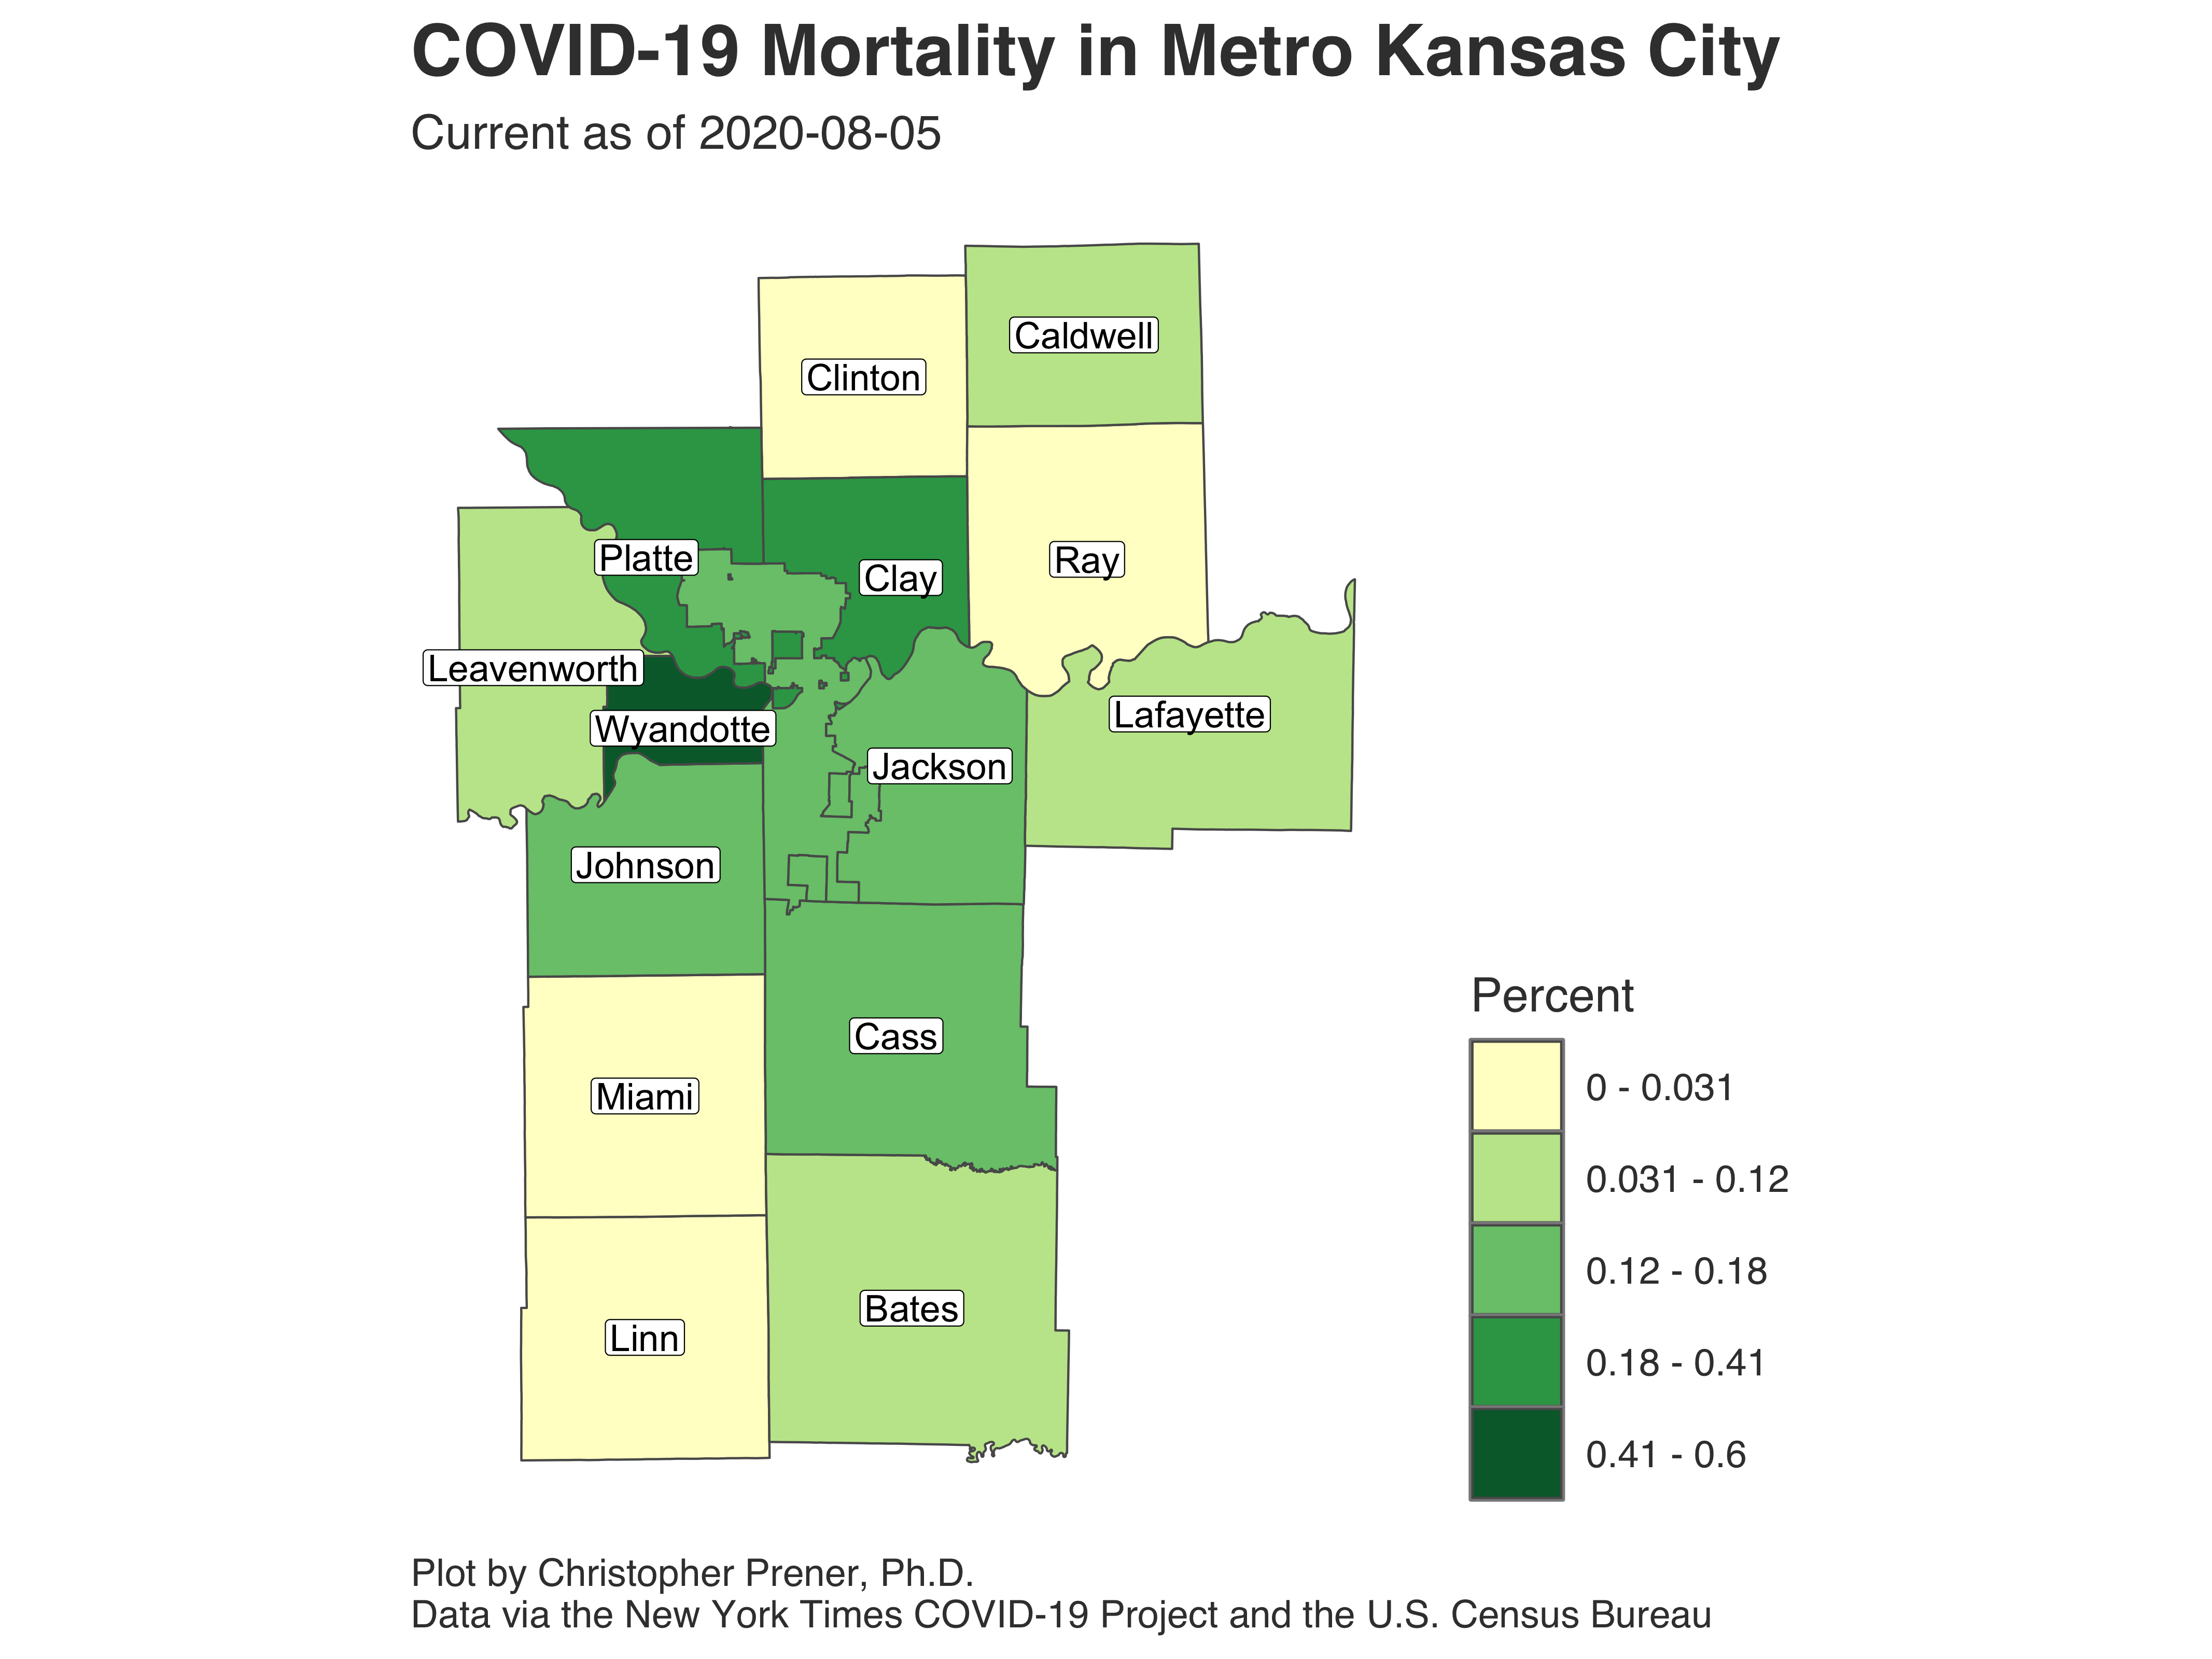 COVID-19 Mortality in Metro Kansas City
Current as of 2020-08-05
Caldwell
Clinton
Platte
Clay
Ray
Leavenworth
Wyandotte
Lafayette
Jackson
Johnson
Cass
Miami
Bates
Linn
Percent
0 - 0.031
0.031 - 0.12
0.12 - 0.18
0.18 - 0.41
0.41 - 0.6
Plot by Christopher Prener, Ph.D.
Data via the New York Times COVID-19 Project and the U.S. Census Bureau